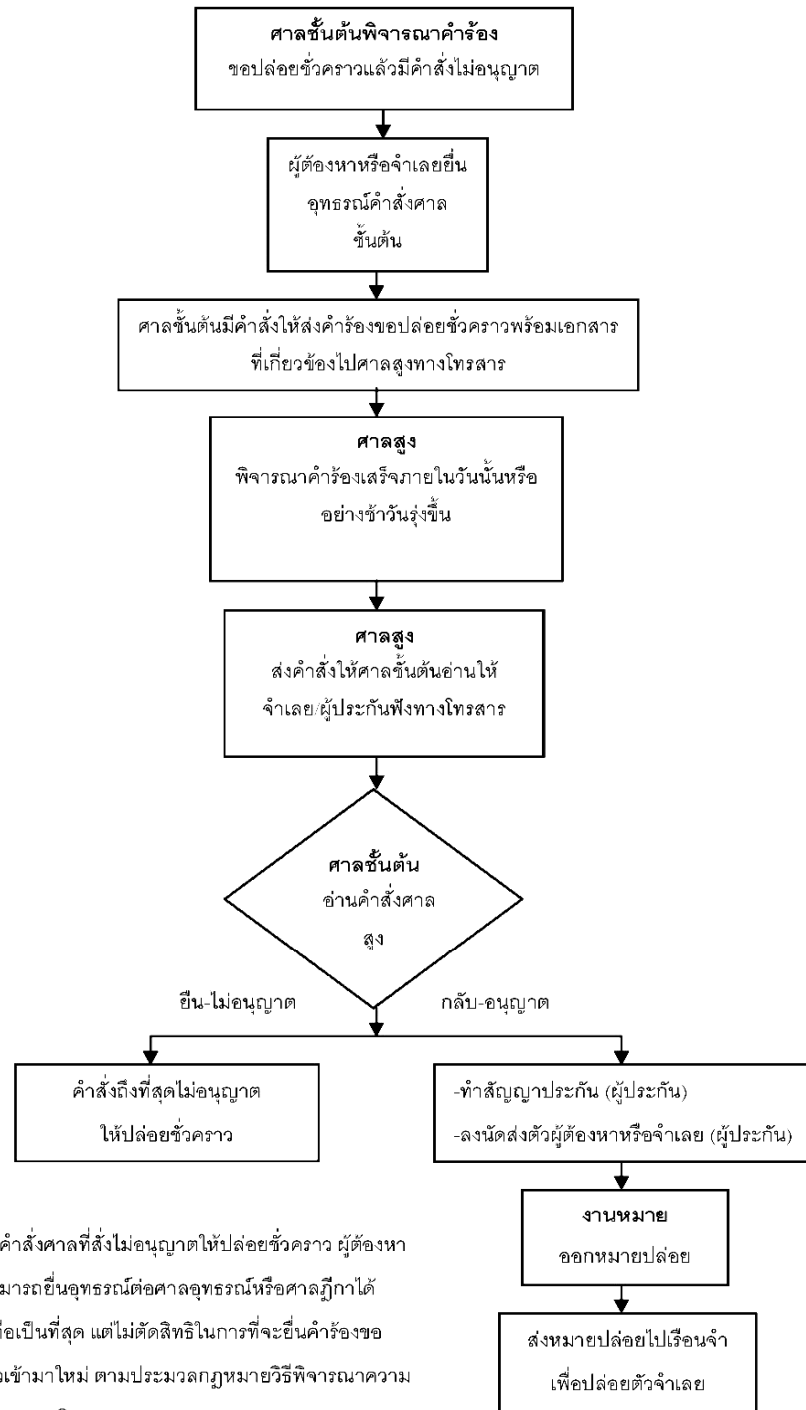 ศาลชั้นต้นพิจารณาคำร้อง
ขอปล่อยชั่วคราวแล้วมีคำสั่งไม่อนุญาต
ผู้ต้องหาหรือจำเลยยื่น
อุทธรณ์คำสั่งศาล
ชั้นต้น
ศาลชั้นต้นมีคำสั่งให้ส่งคำร้องขอปล่อยชั่วคราวพร้อมเอกสาร
ที่เกี่ยวข้องไปศาลสูงทางโทรสาร
ศาลสูง
พิจารณาคำร้องเสร็จภายในวันนั้นหรือ
อย่างช้าวันรุ่งขึ้น
ศาลสูง
ส่งคำสั่งให้ศาลชั้นต้นอ่านให้
จำเลย/ผู้ประกันฟังทางโทรสาร
ศาลชั้นต้น
อ่านคำสั่งศาล
สูง
ยืน-ไม่อนุญาต
กลับ-อนุญาต
คำสั่งถึงที่สุดไม่อนุญาต
ให้ปล่อยชั่วคราว
-ทำสัญญาประกัน (ผู้ประกัน)
-ลงนัดส่งตัวผู้ต้องหาหรือจำเลย (ผู้ประกัน)
งานหมาย
ออกหมายปล่อย
ส่งหมายปล่อยไปเรือนจำ
เพื่อปล่อยตัวจำเลย
คำสั่งศาลที่สั่งไม่อนุญาตให้ปล่อยชั่วคราว ผู้ต้องหา
มารถยื่นอุทธรณ์ต่อศาลอุทธรณ์หรือศาลฎีกาได้
เป็นที่สุด แต่ไม่ตัดสิทธิในการที่จะยื่นคำร้องขอ
เข้ามาใหม่ ตามประมวลกฎหมายวิธีพิจารณาความ